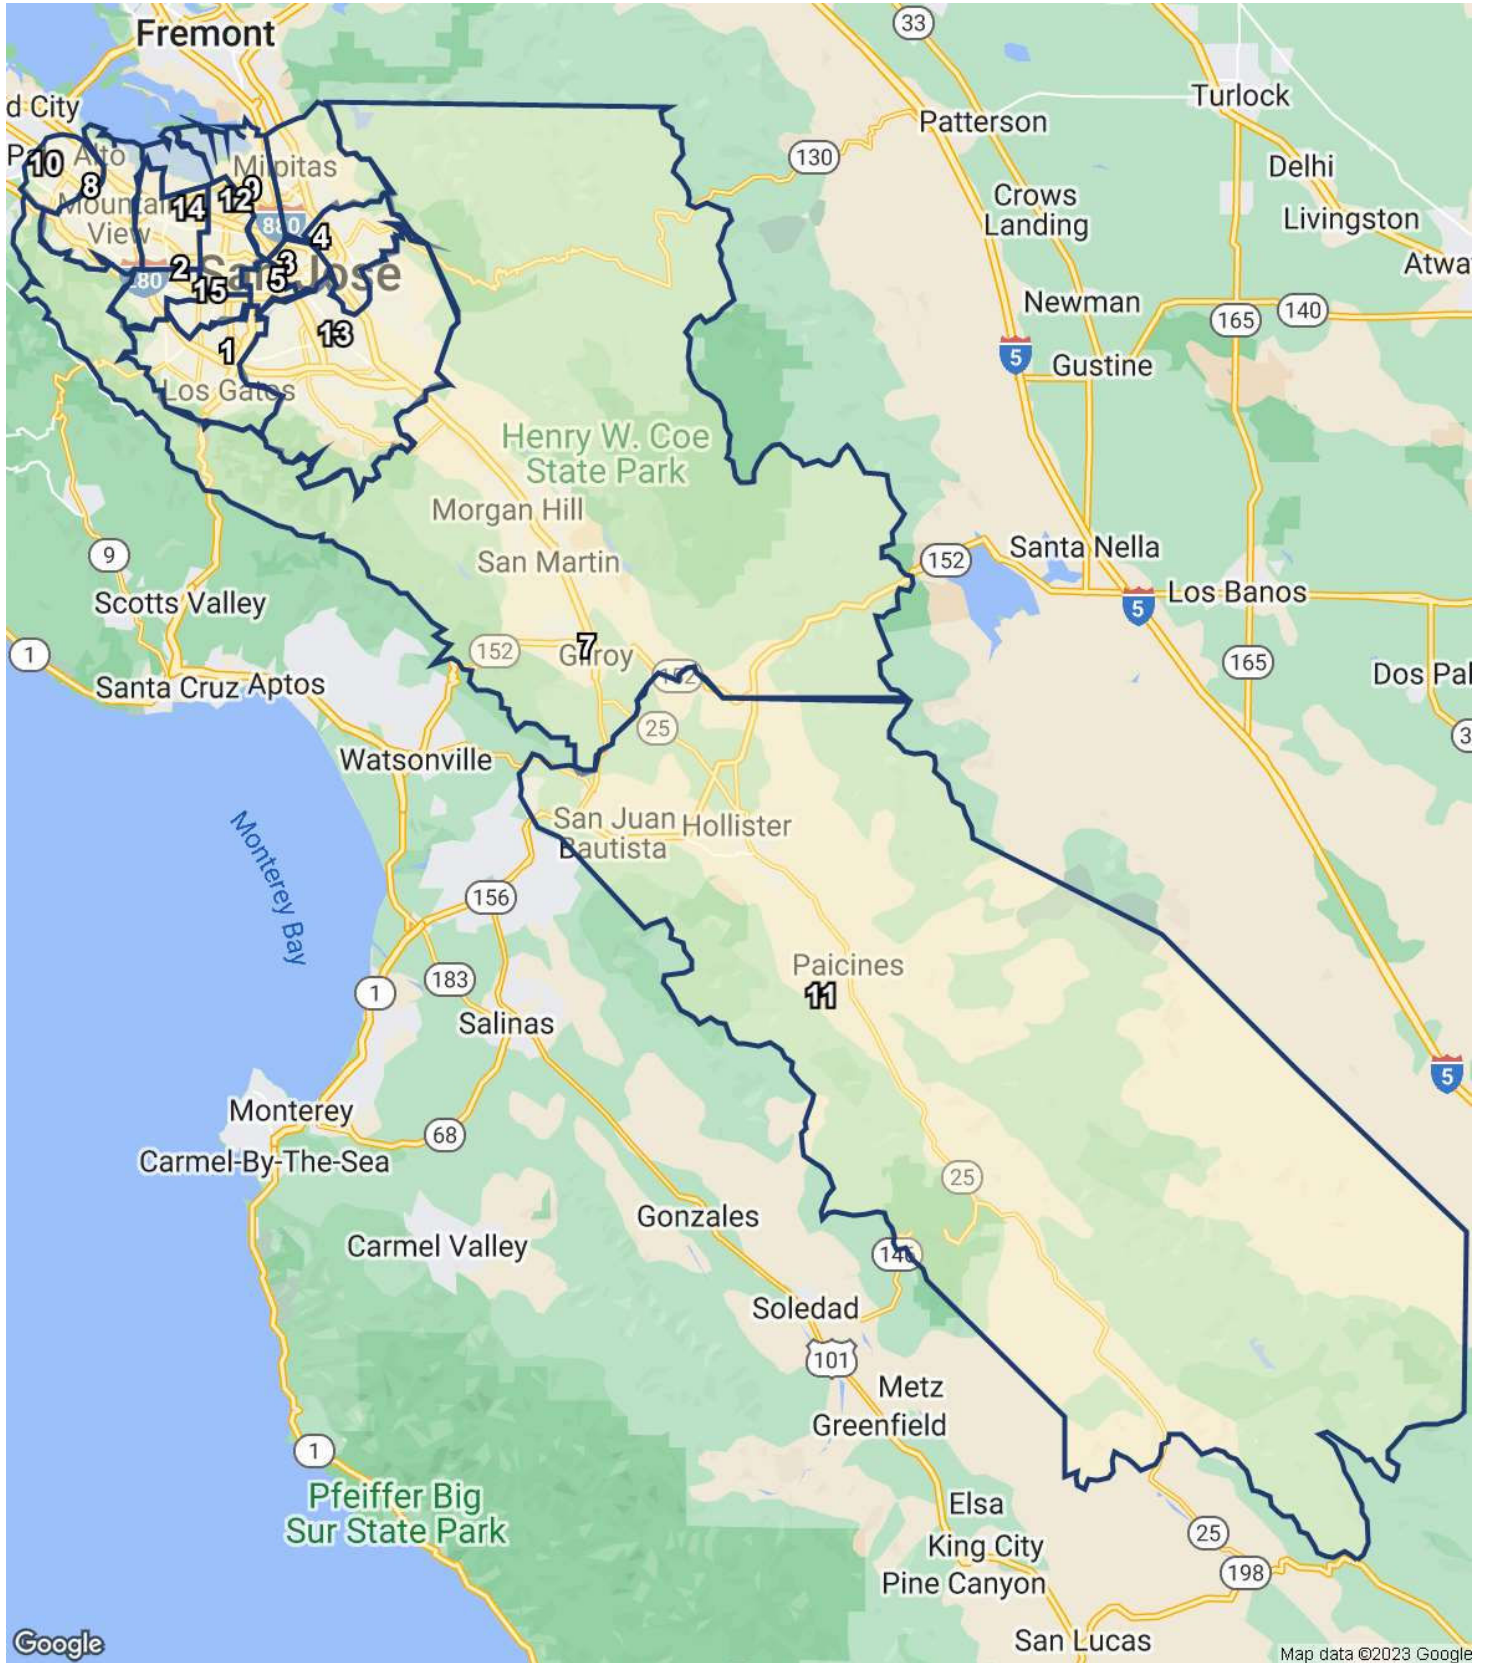 Fremont
33
d City
Turlock
Patterson
Pa
10
Alto
Milpitas
130
Delhi
8
12
9
Crows
Landing
Mountain
View
14
880
4
Livingston
2
3
San Jose
280
5
15
Atwa
Newman
165
140
13
1
5
Gustine
Los Gatos
Henry W. Coe
State Park
Morgan Hill
9
San Martin
152
Santa Nella
5
Los Banos
Scotts Valley
1
152
7
Gilroy
152
165
Dos Pal
Santa Cruz
Aptos
25
3
Watsonville
San Juan
Bautista
Hollister
Monterey Bay
156
Paicines
11
183
1
Salinas
5
Monterey
68
Carmel-By-The-Sea
25
Gonzales
Carmel Valley
146
Soledad
101
Metz
Greenfield
1
Pfeiffer Big
Sur State Park
Elsa
King City
25
Pine Canyon
198
San Lucas
Google
Map data ©2023 Google